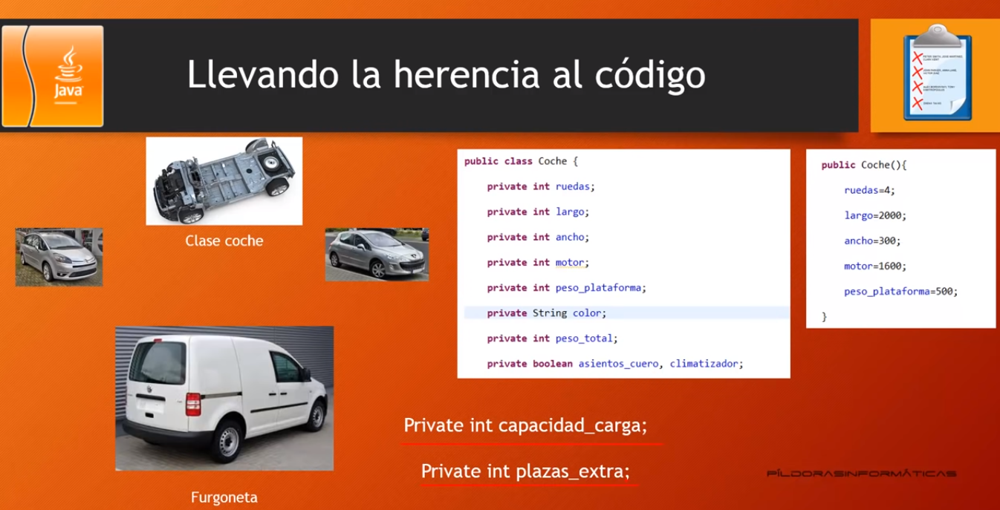 Java
Llevando la herencia al código
Clase coche
public class Coche {
private int ruedas;
private int largo;
private int ancho;
private int motor;
private int peso_plataforma;
private String color;
private int peso_total;
private boolean asientos_cuero, climatizador;
public Coche(){
ruedas=4;
largo=2000;
ancho=300;
motor=1600;
peso_plataforma=500;
}
Furgoneta
Private int capacidad_carga;
Private int plazas_extra;
PÍLDORASINFORMÁTICAS